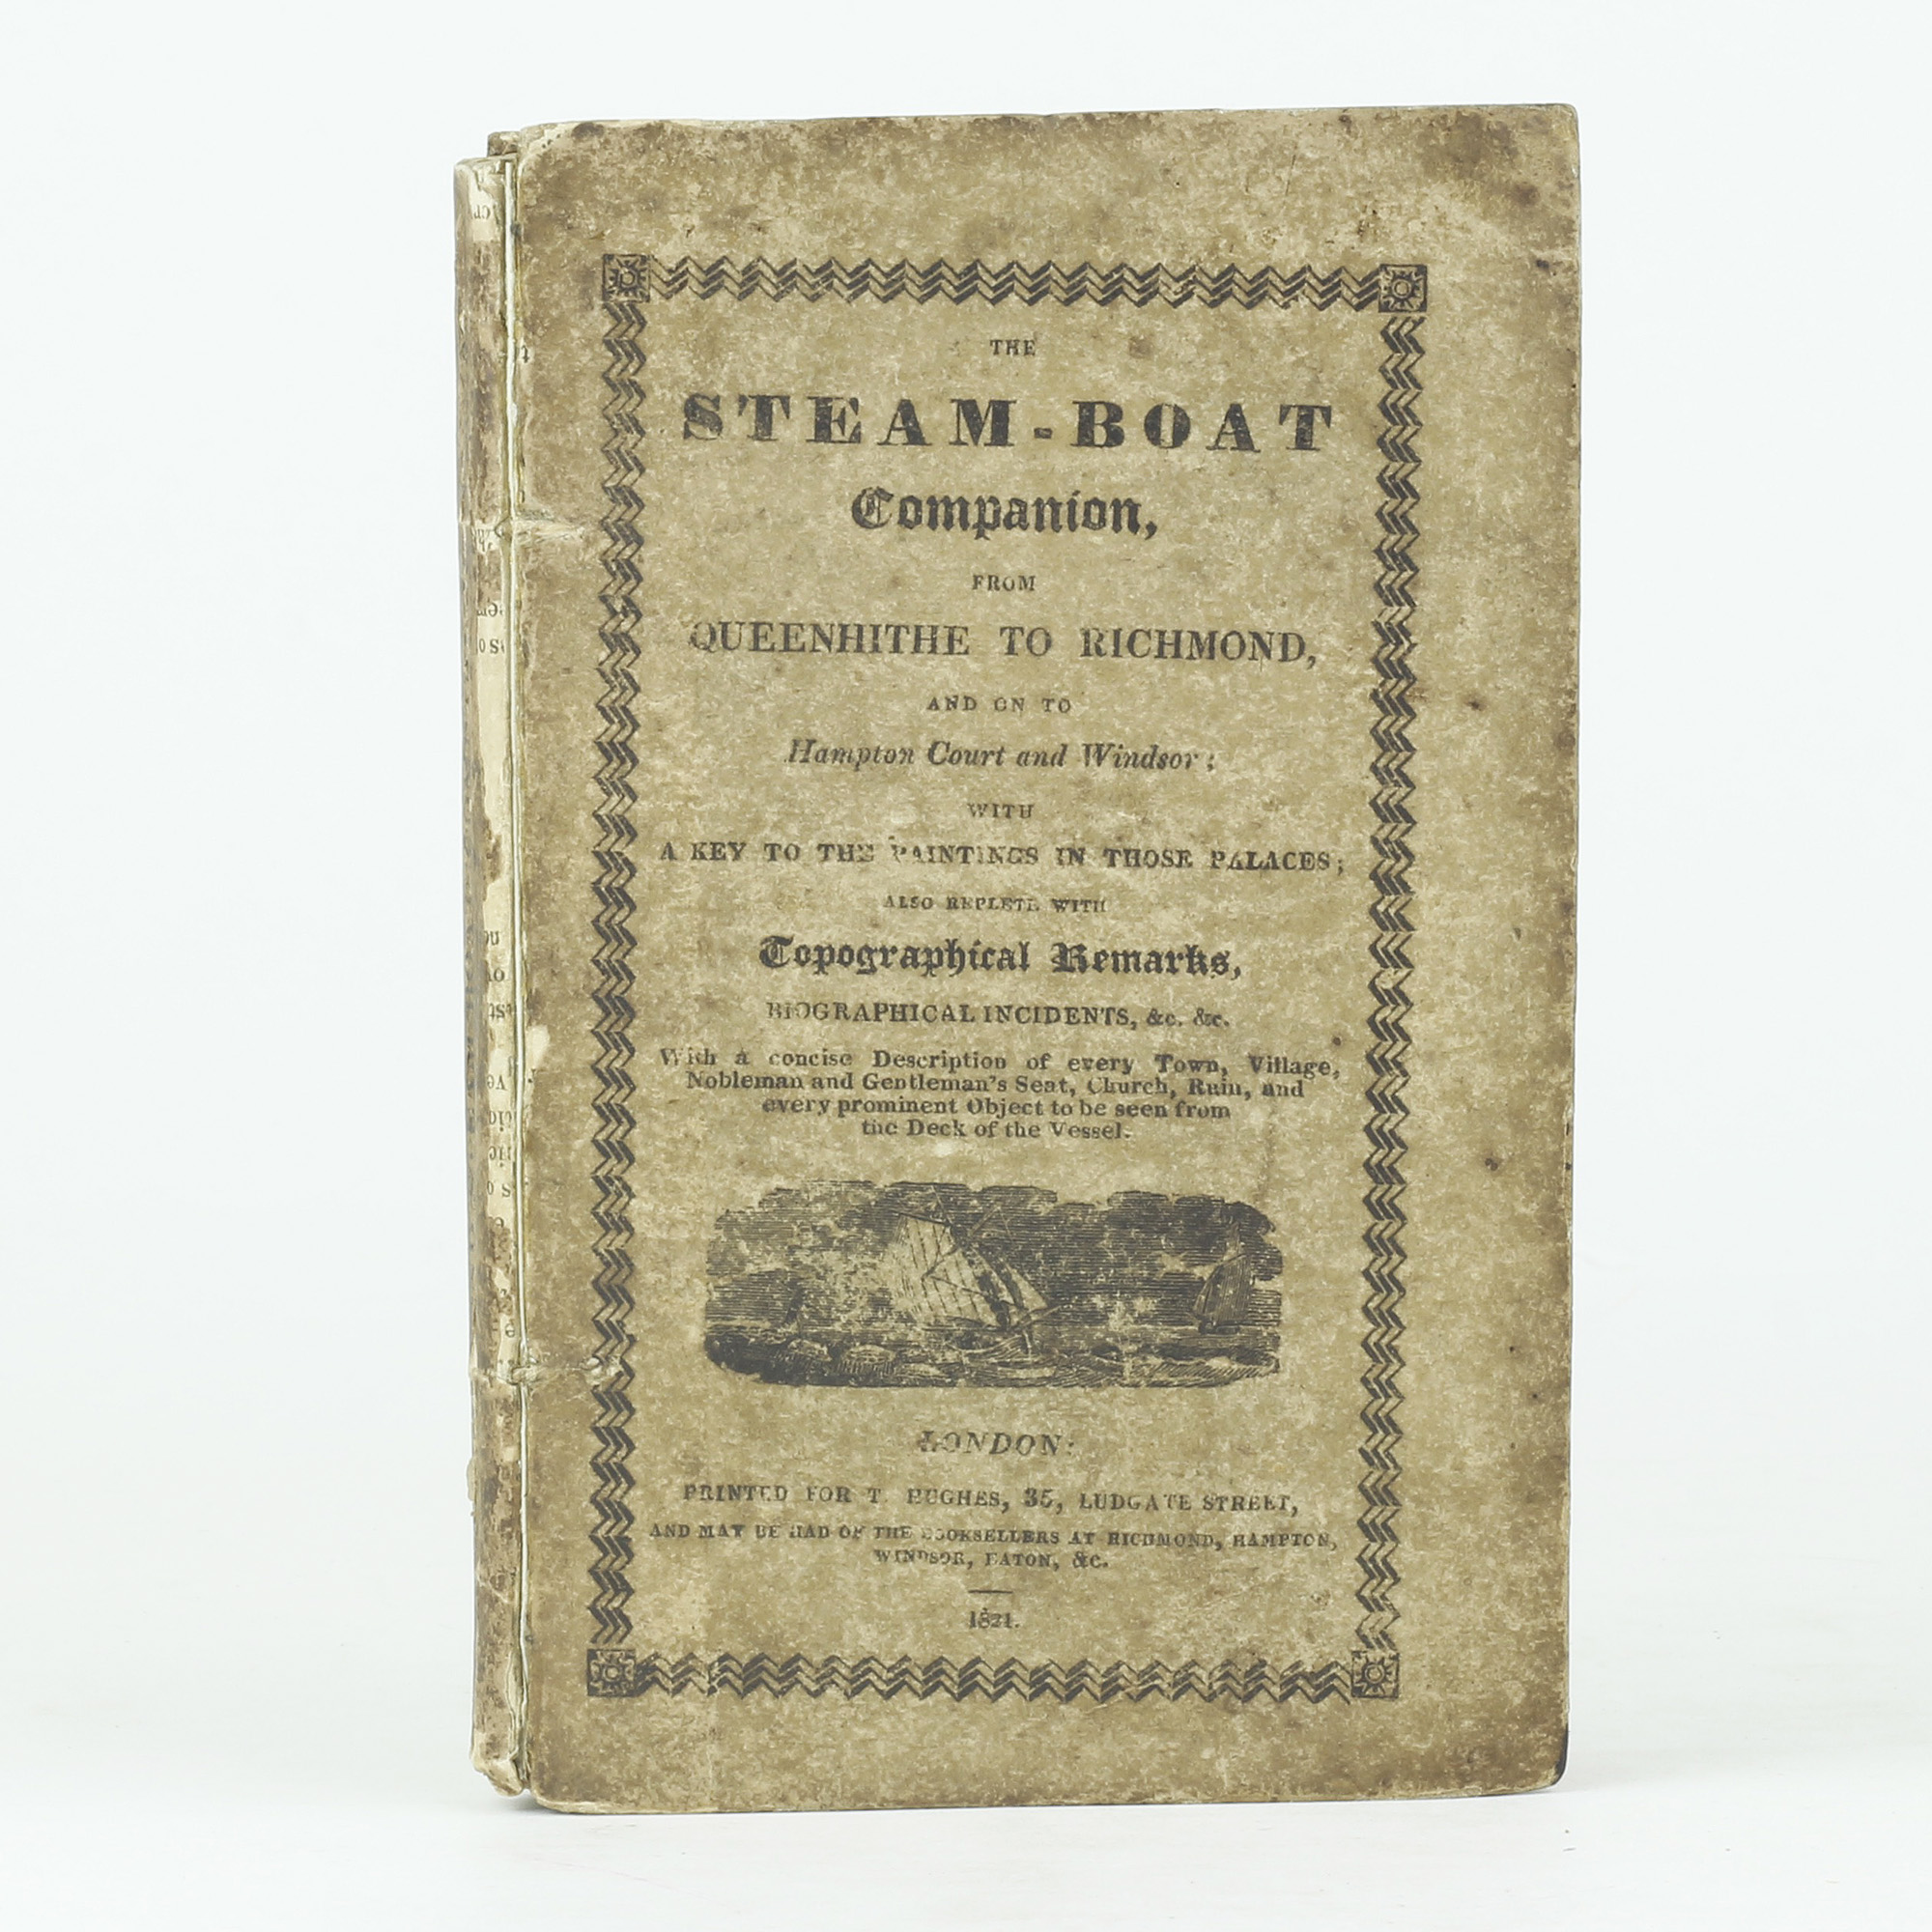 THE
STEAM-BOAT
Companion,
FROM
QUEENHITHE TO RICHMOND,
AND ON TO
Hampton Court and Windsor;
WITH
A KEY TO THE PAINTINGS IN THOSE PALACES;
ALSO REPLETE WITH
Topographical Remarks,
BIOGRAPHICAL INCIDENTS, &c. &c.
With a concise Description of every Town, Village,
Nobleman and Gentleman's Seat, Church, Ruin, and
every prominent Object to be seen from
the Deck of the Vessel.
LONDON:
PRINTED FOR T. HUGHES, 35, LUDGATE STREET,
AND MAY BE HAD OF THE BOOKSELLERS AT RICHMOND, HAMPTON,
WINDSOR, EATON, &c.
1821.